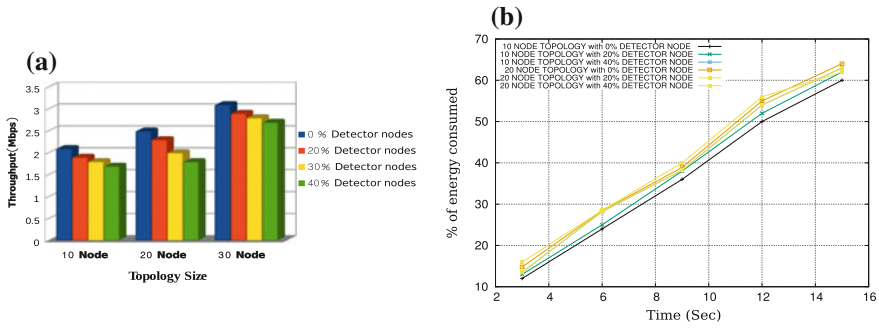 (a)
3.5
3
2.5
2
1.5
1
0.5
0
Throughput(Mbps)
10 Node
20 Node
30 Node
Topology Size
0 % Detector nodes
20% Detector nodes
30% Detector nodes
40% Detector nodes
(b)
70
60
50
40
30
20
10
% of energy consumed
10 NODE TOPOLOGY with 0% DETECTOR NODE
10 NODE TOPOLOGY with 20% DETECTOR NODE
10 NODE TOPOLOGY with 40% DETECTOR NODE
20 NODE TOPOLOGY with 0% DETECTOR NODE
20 NODE TOPOLOGY with 20% DETECTOR NODE
20 NODE TOPOLOGY with 40% DETECTOR NODE
2 4 6 8 10 12 14 16
Time (Sec)